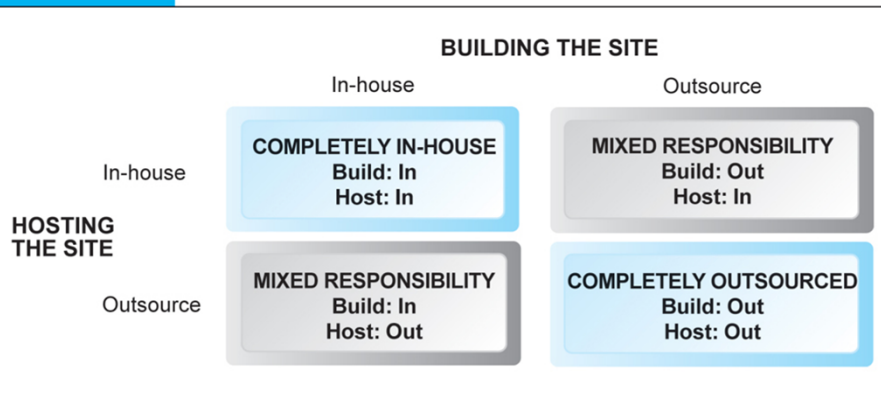 BUILDING THE SITE
In-house
Outsource
COMPLETELY IN-HOUSE
Build: In
Host: In
MIXED RESPONSIBILITY
Build: Out
Host: In
In-house
HOSTING
THE SITE
Outsource
MIXED RESPONSIBILITY
Build: In
Host: Out
COMPLETELY OUTSOURCED
Build: Out
Host: Out